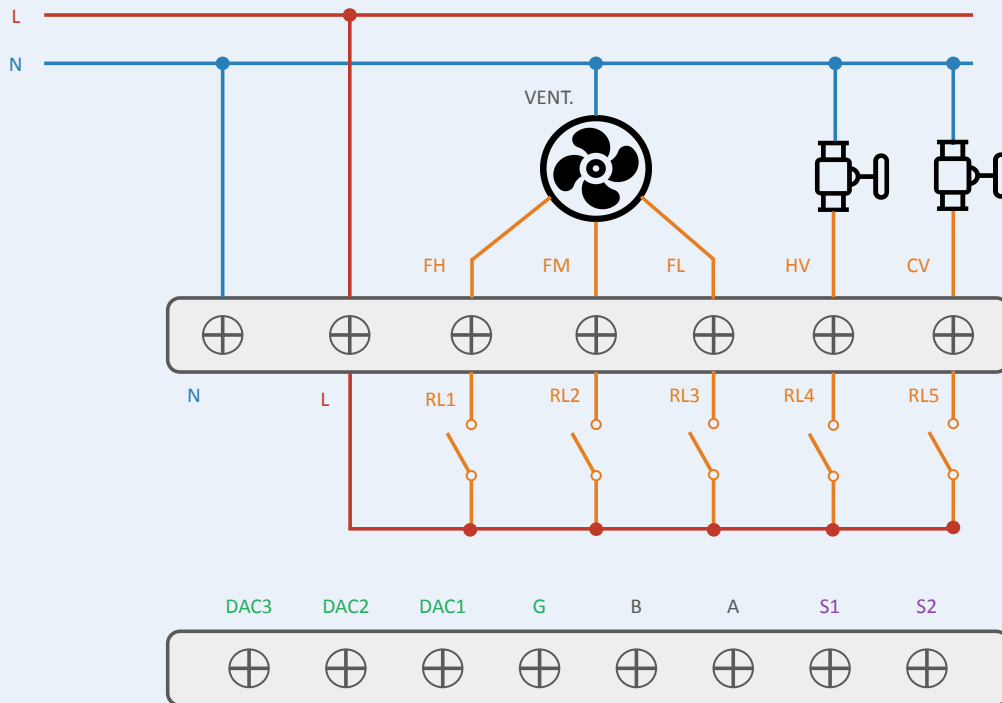 L
N
VENT.
FH FM FL HV CV
N L RL1 RL2 RL3 RL4 RL5
DAC3 DAC2 DAC1 G B A S1 S2